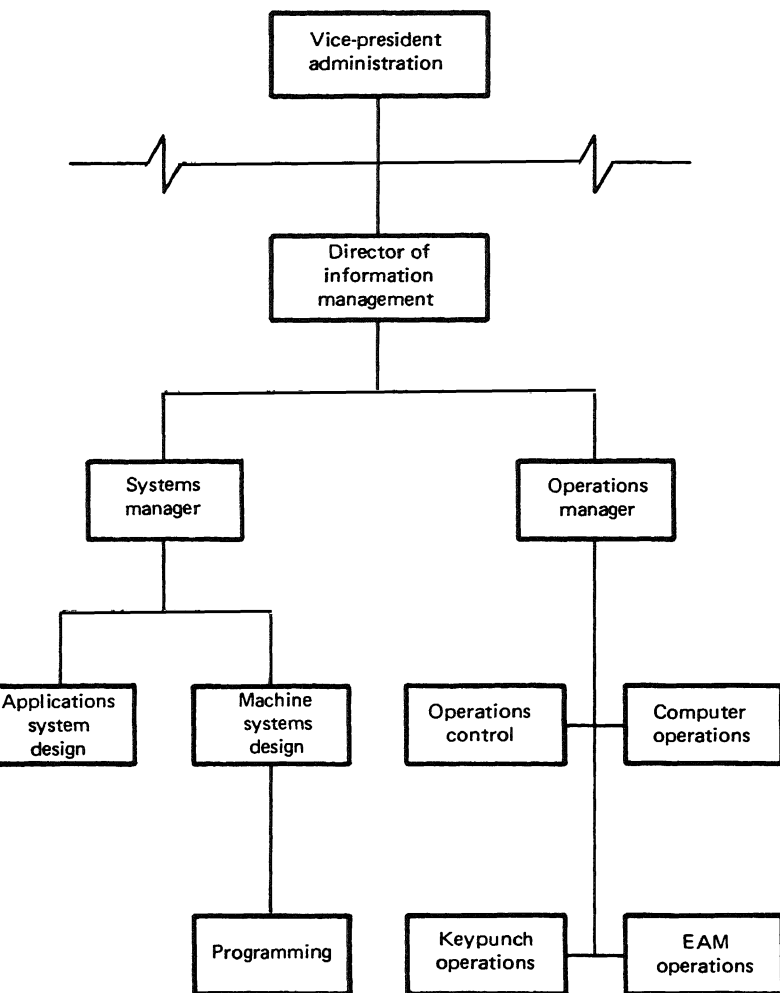 Vice-president
administration
Director of
information
management
Systems
manager
Operations
manager
Applications
system
design
Machine
systems
design
Operations
control
Computer
operations
Programming
Keypunch
operations
EAM
operations